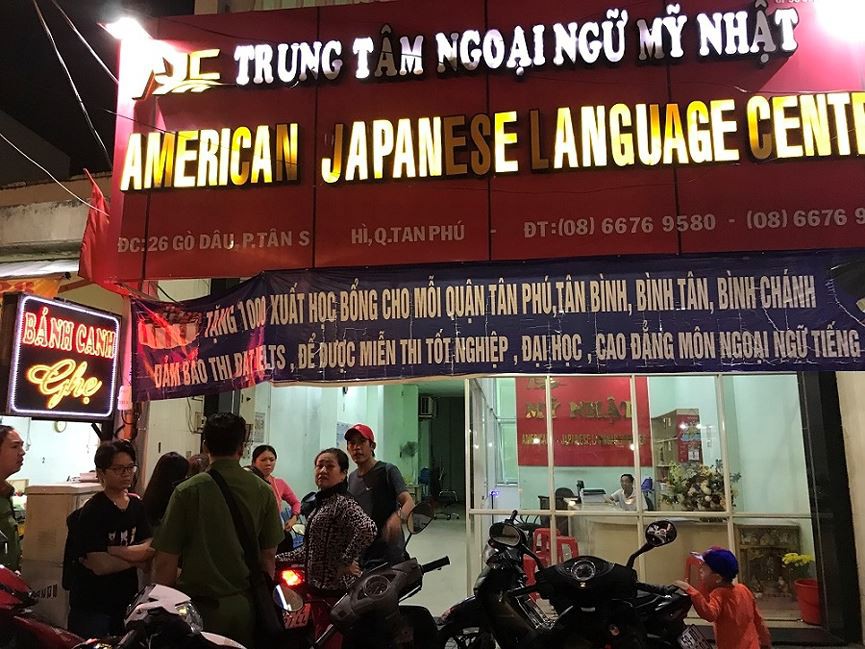 AJC TRUNG TÂM NGOẠI NGỮ MỸ NHẬT
AMERICAN JAPANESE LANGUAGE CENT
ĐC: 26 GÒ DẦU, P.TÂN S HÌ, Q.TAN PHÚ - ĐT:(08) 6676 9580 - (08) 6676 9
TẶNG 1000 XUẤT HỌC BỔNG CHO MỖI QUẬN TÂN PHÚ,TÂN BÌNH, BÌNH TÂN, BÌNH CHÁNH
ĐẢM BẢO THI ĐẠT IELTS , ĐỂ ĐƯỢC MIỄN THI TỐT NGHIỆP , ĐẠI HỌC , CAO ĐẲNG MÔN NGOẠI NGỮ TIẾNG
BÁNH CANH
Ghẹ
MỸ NHẬT